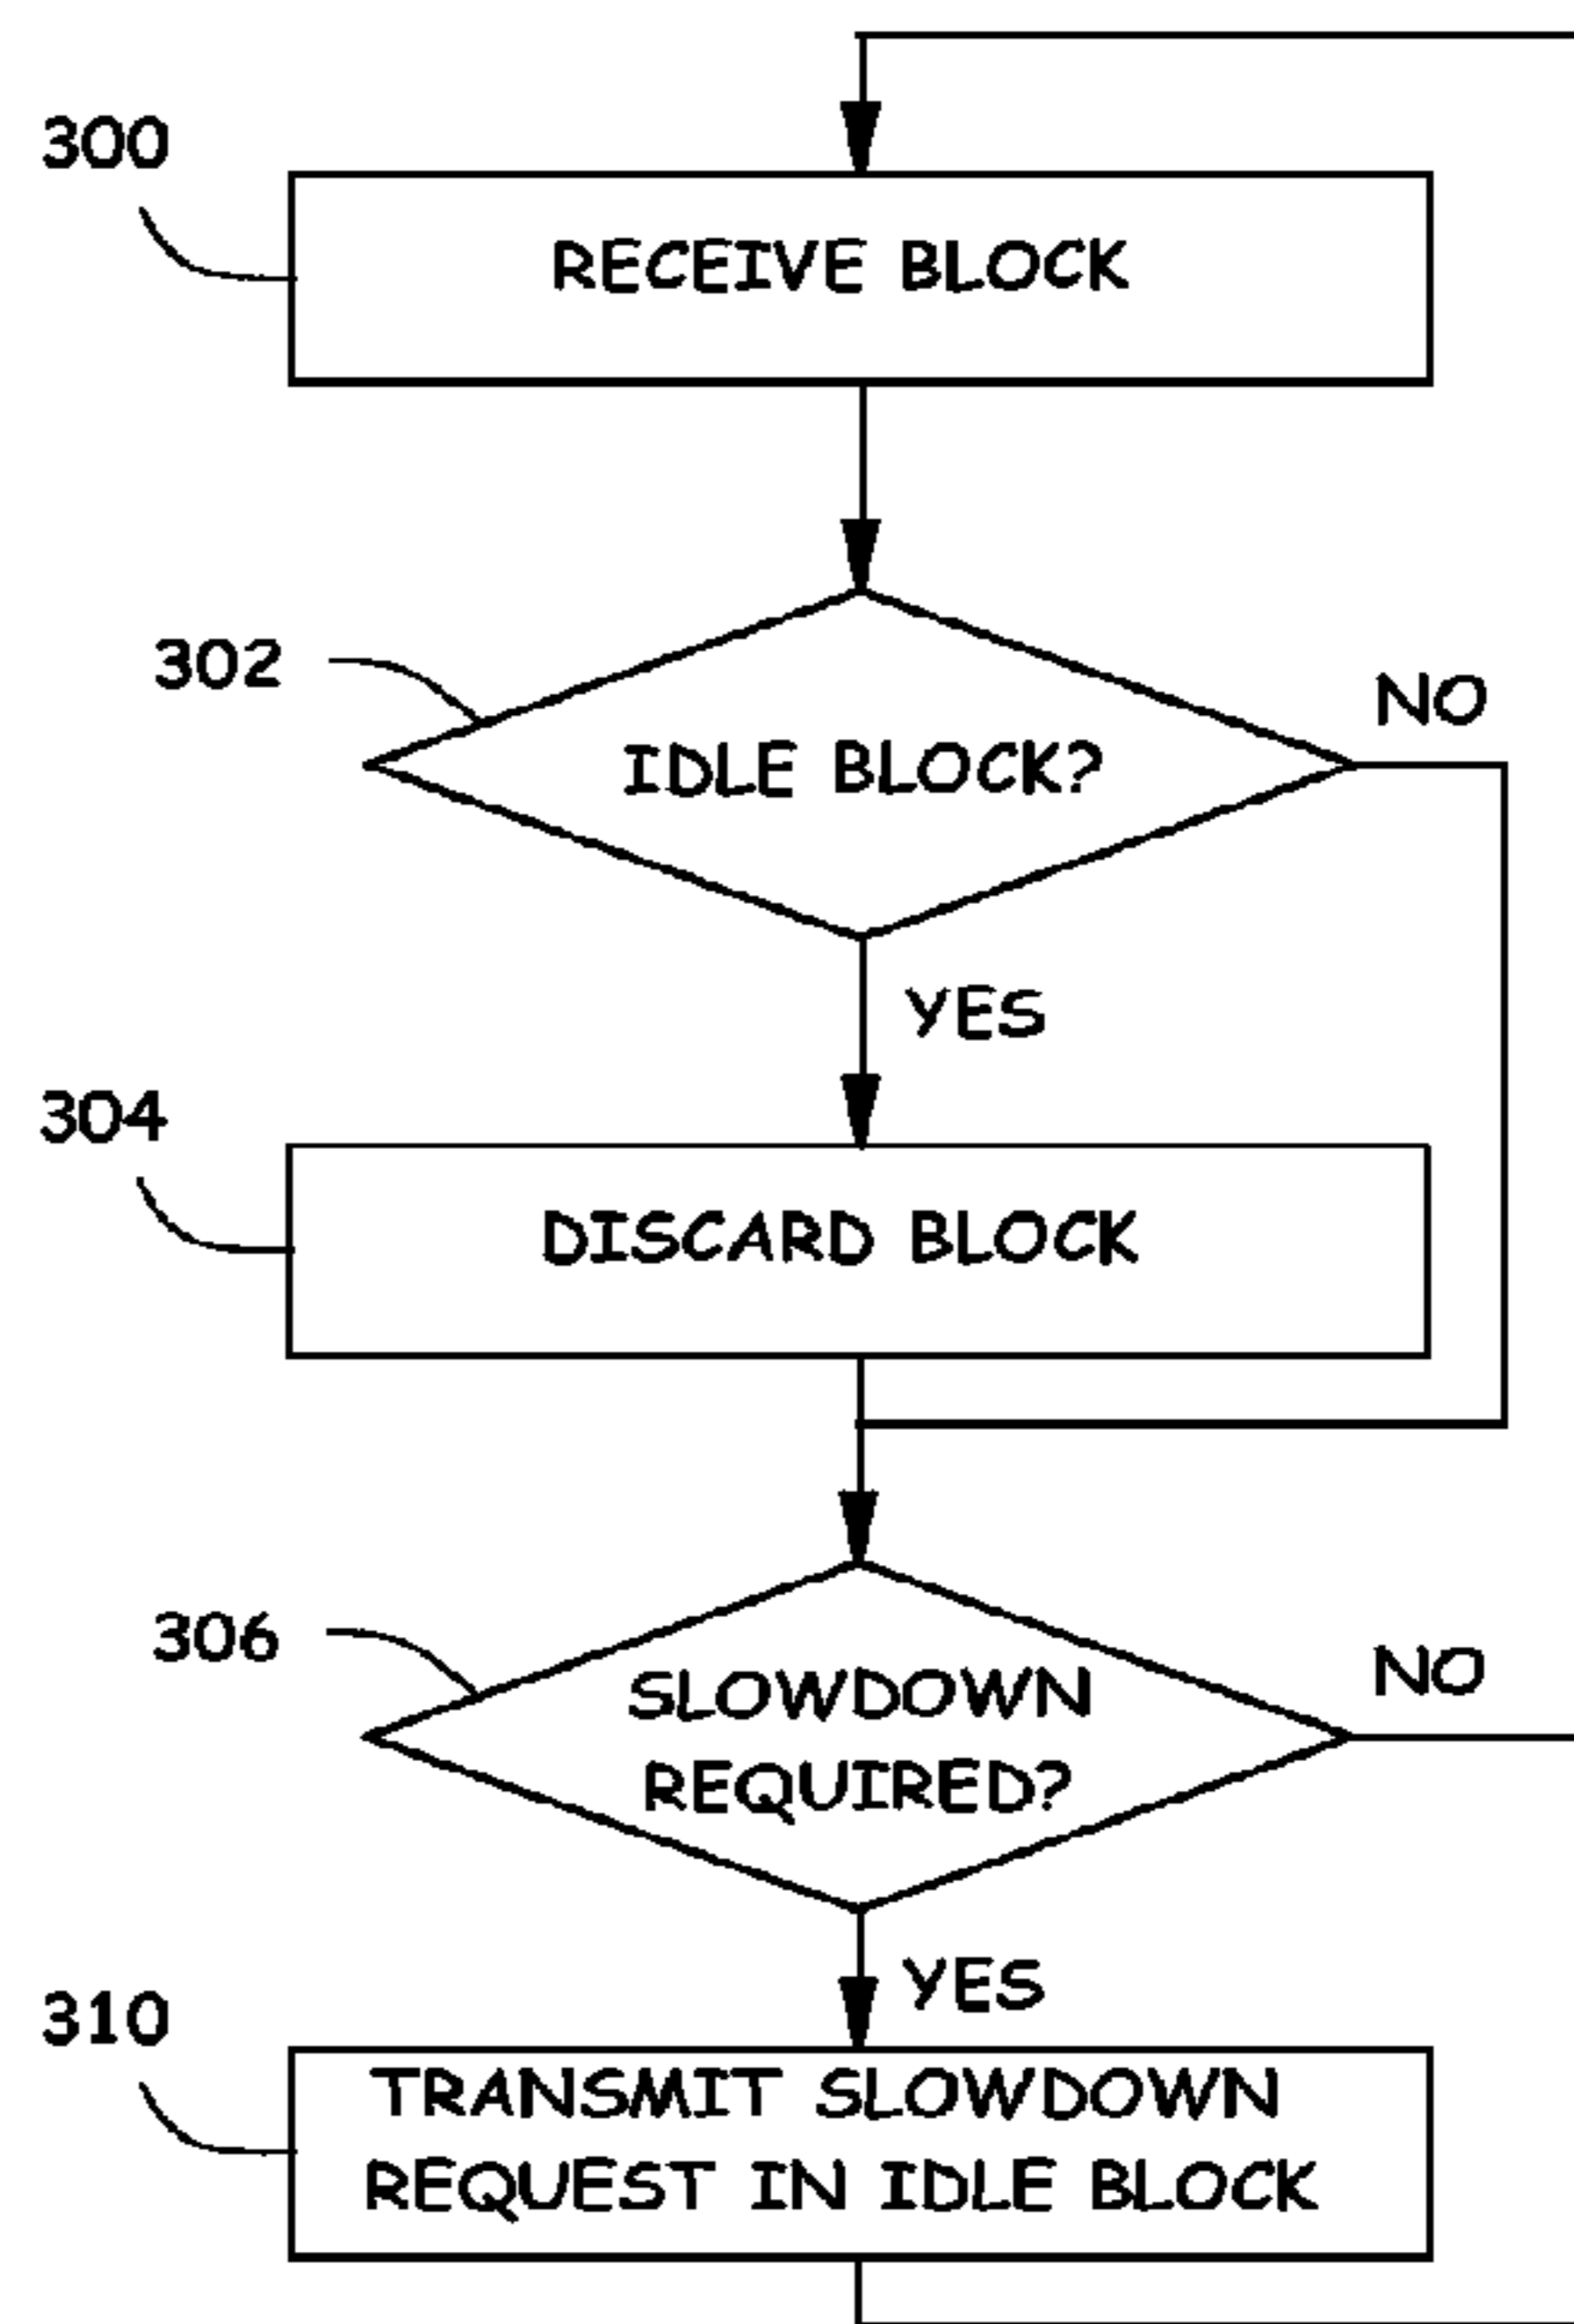 300
RECEIVE BLOCK
302
IDLE BLOCK?
NO
YES
304
DISCARD BLOCK
306
SLOWDOWN
REQUIRED?
NO
YES
310
TRANSMIT SLOWDOWN
REQUEST IN IDLE BLOCK